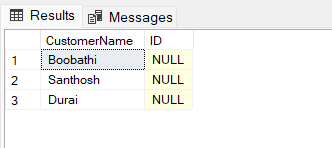 Results Messages
CustomerName ID
1 Boobathi NULL
2 Santhosh NULL
3 Durai NULL